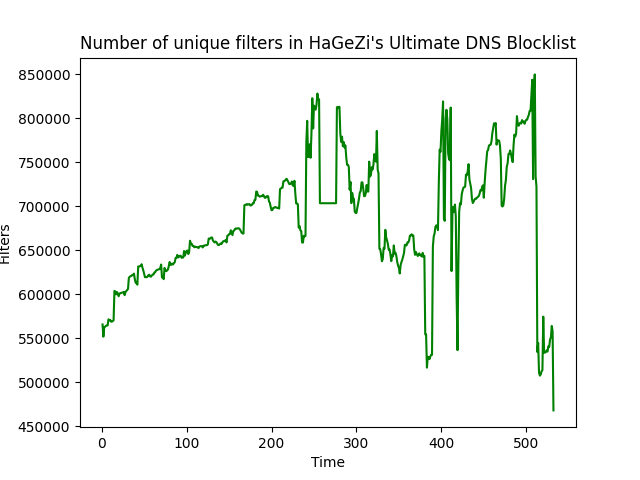 Number of unique filters in HaGeZi's Ultimate DNS Blocklist
850000
800000
750000
700000
650000
600000
550000
500000
450000
Filters
0 100 200 300 400 500
Time